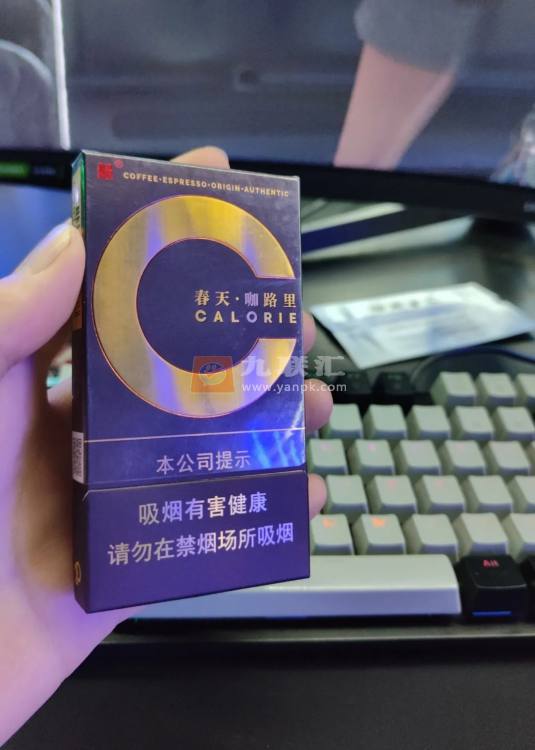 COFFEE·ESPRESSO·ORIGIN·AUTHENTIC
春天·咖路里
CALORIE
九联汇
www.yanpk.com
本公司提示
吸烟有害健康
请勿在禁烟场所吸烟
Alt